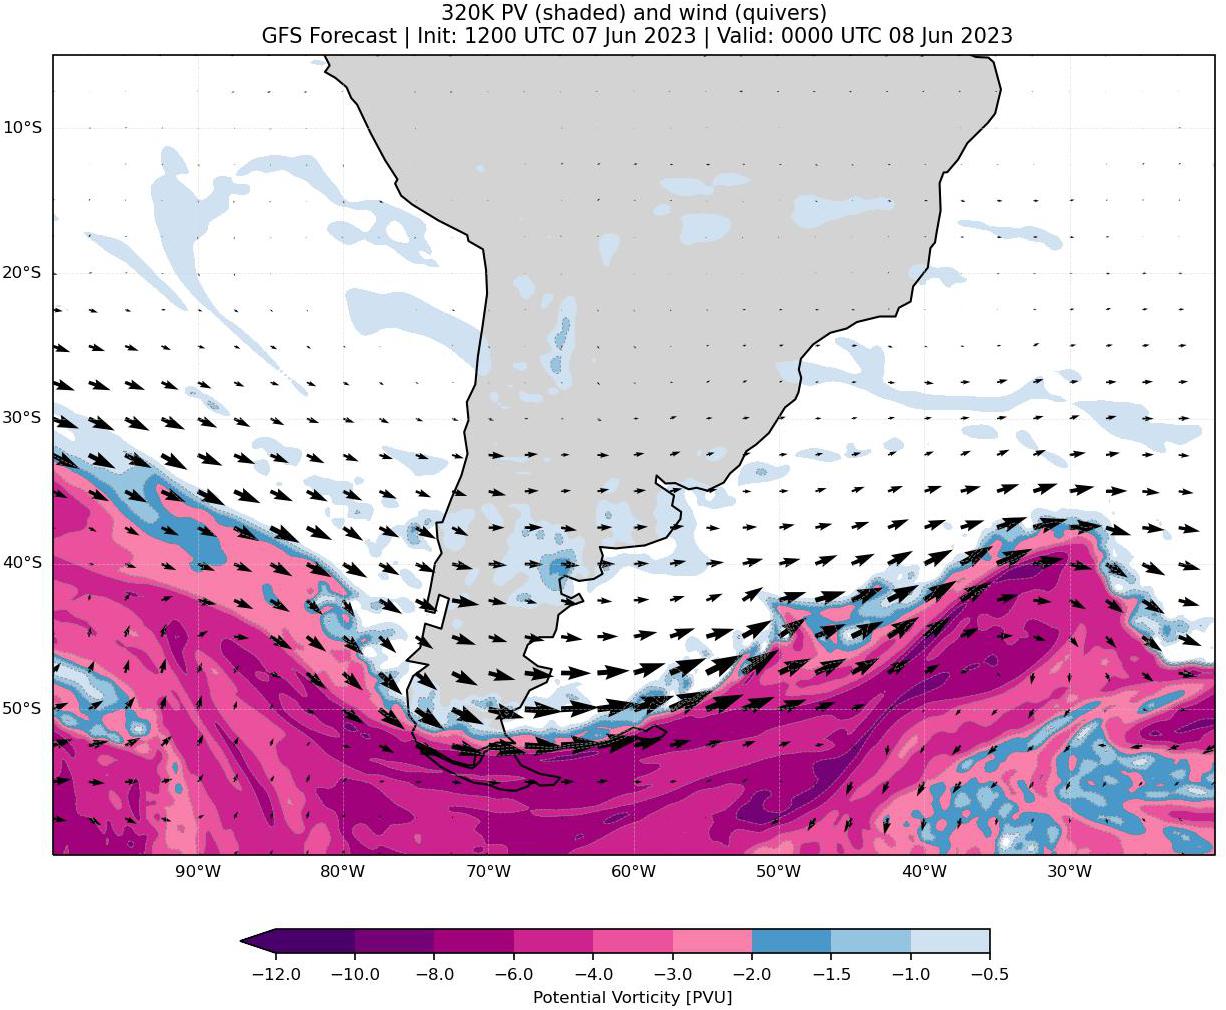 320K PV (shaded) and wind (quivers)
GFS Forecast | Init: 1200 UTC 07 Jun 2023 | Valid: 0000 UTC 08 Jun 2023
10°S
20°S
30°S
40°S
50°S
90°W 80°W 70°W 60°W 50°W 40°W 30°W
−12.0 −10.0 −8.0 −6.0 −4.0 −3.0 −2.0 −1.5 −1.0 −0.5
Potential Vorticity [PVU]